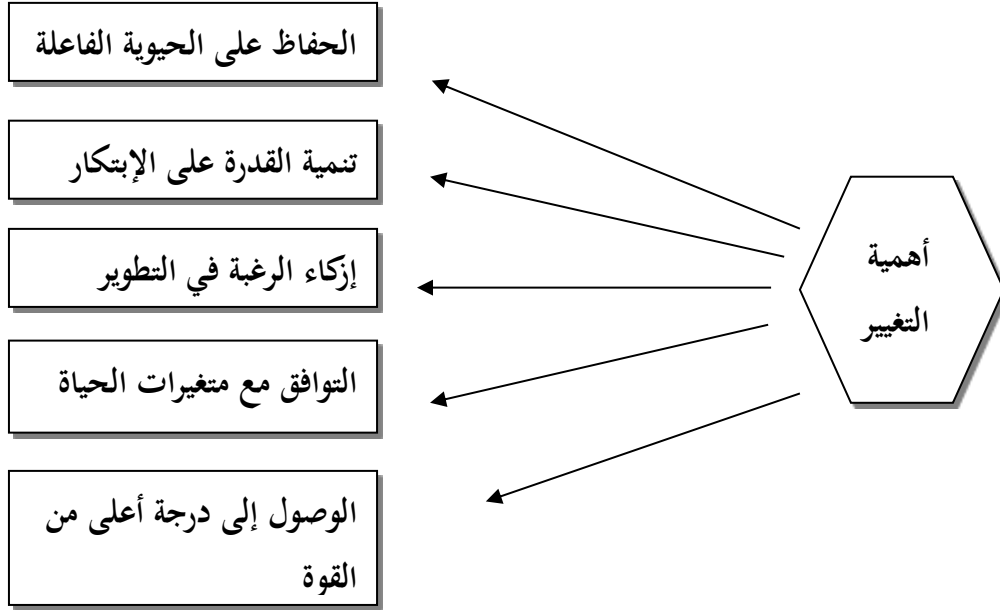 أهمية
التغيير
الحفاظ على الحيوية الفاعلة
تنمية القدرة على الإبتكار
إزكاء الرغبة في التطوير
التوافق مع متغيرات الحياة
الوصول إلى درجة أعلى من
القوة